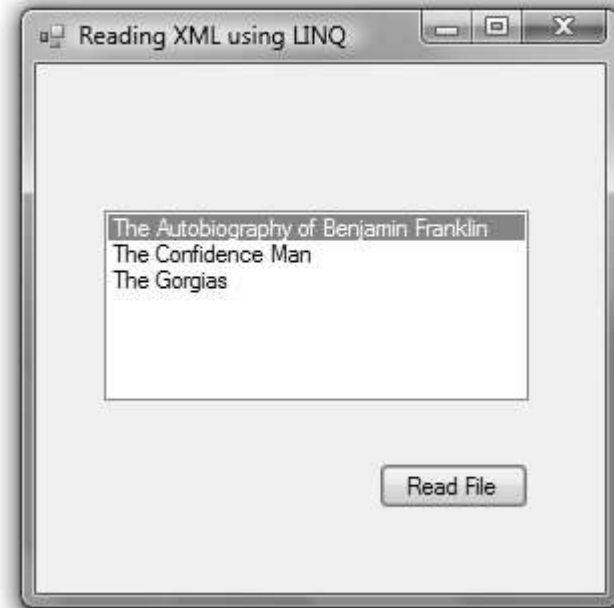 Reading XML using LINQ
The Autobiography of Benjamin Franklin
The Confidence Man
The Gorgias
Read File